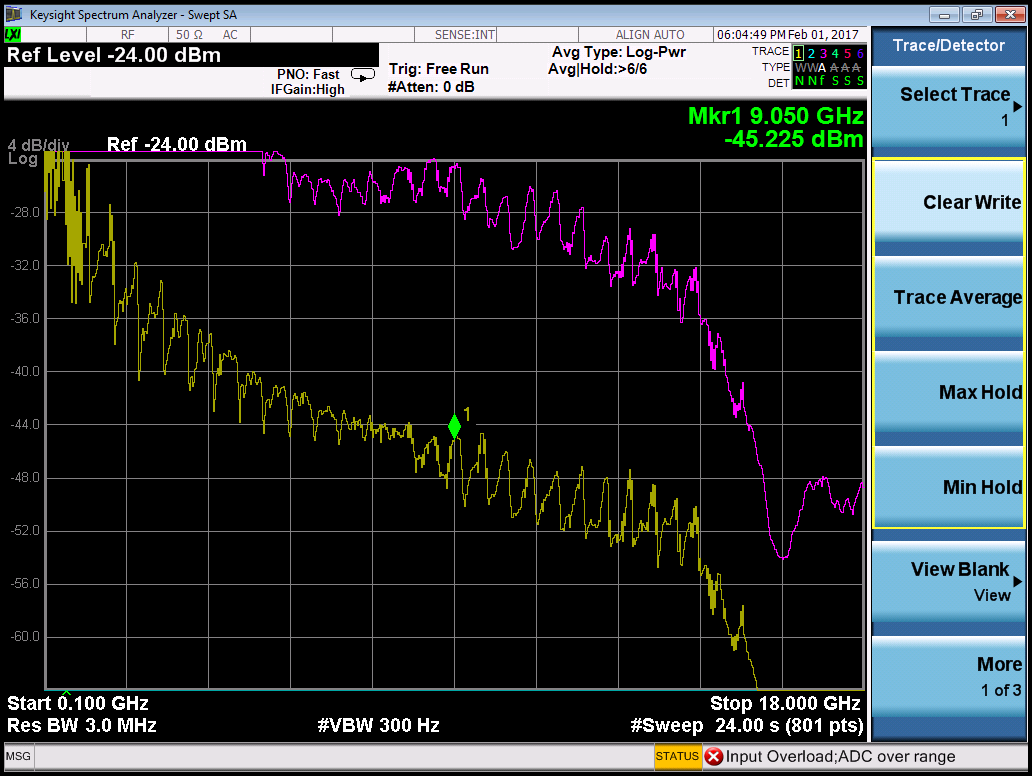 Keysight Spectrum Analyzer - Swept SA
LXI RF 50 Ω AC SENSE:INT ALIGN AUTO 06:04:49 PM Feb 01, 2017
Ref Level -24.00 dBm
PNO: Fast
IFGain:High
Trig: Free Run
#Atten: 0 dB
Avg Type: Log-Pwr
Avg|Hold:>6/6
TRACE 1 2 3 4 5 6
TYPE W W A A A A
DET N N f S S S
Mkr1 9.050 GHz
-45.225 dBm
4 dB/div
Log
Ref -24.00 dBm
-28.0
-32.0
-36.0
-40.0
-44.0
-48.0
-52.0
-56.0
-60.0
1
Start 0.100 GHz
Stop 18.000 GHz
Res BW 3.0 MHz
#VBW 300 Hz
#Sweep 24.00 s (801 pts)
MSG
STATUS
Input Overload;ADC over range
Trace/Detector
Select Trace
1
Clear Write
Trace Average
Max Hold
Min Hold
View Blank
View
More
1 of 3